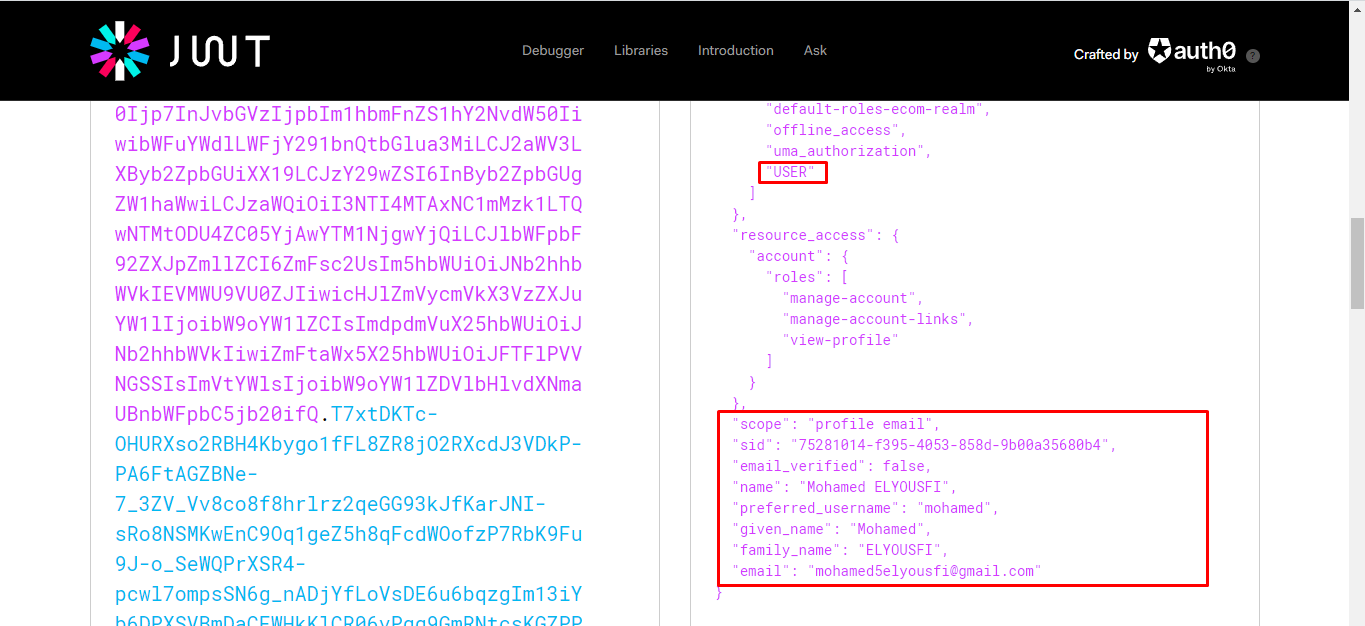 JWT
Debugger
Libraries
Introduction
Ask
Crafted by
auth0
by Okta
?
0Ijp7InJvbGVzIjpbIm1hbmFnZS1hY2NvdW50Ii
wibWFuYWdlLWFjY291bnQtbGlua3MiLCJ2aWV3L
XByb2ZpbGUiXX19LCJzY29wZSI6InByb2ZpbGUg
ZW1haWwiLCJzaWQiOiI3NTI4MTAxNC1mMzk1LTQ
wNTMtODU4ZC05YjAwYTM1NjgwYjQiLCJlbWFpbF
92ZXJpZmllZCI6ZmFsc2UsIm5hbWUiOiJNb2hhb
WVkIEVMWU9VU0ZJIiwicHJlZmVycmVkX3VzZXJu
YW1lIjoibW9oYW1lZCIsImdpdmVuX25hbWUiOiJ
Nb2hhbWVkIiwiZmFtaWx5X25hbWUiOiJFTFlPVV
NGSSIsImVtYWlsIjoibW9oYW1lZDVlbHlvdXNma
UBnbWFpbC5jb20ifQ.T7xtDKTc-
OHURXso2RBH4Kbygo1fFL8ZR8jO2RXcdJ3VDkP-
PA6FtAGZBNe-
7_3ZV_Vv8co8f8hrlrz2qeGG93kJfKarJNI-
sRo8NSMKwEnC9Oq1geZ5h8qFcdWOofzP7RbK9Fu
9J-o_SeWQPrXSR4-
pcwl7ompsSN6g_nADjYfLoVsDE6u6bqzgIm13iY
"default-roles-ecom-realm",
"offline_access",
"uma_authorization",
"USER"
]
},
"resource_access": {
"account": {
"roles": [
"manage-account",
"manage-account-links",
"view-profile"
]
}
},
"scope": "profile email",
"sid": "75281014-f395-4053-858d-9b00a35680b4",
"email_verified": false,
"name": "Mohamed ELYOUSFI",
"preferred_username": "mohamed",
"given_name": "Mohamed",
"family_name": "ELYOUSFI",
"email": "mohamed5elyousfi@gmail.com"
}